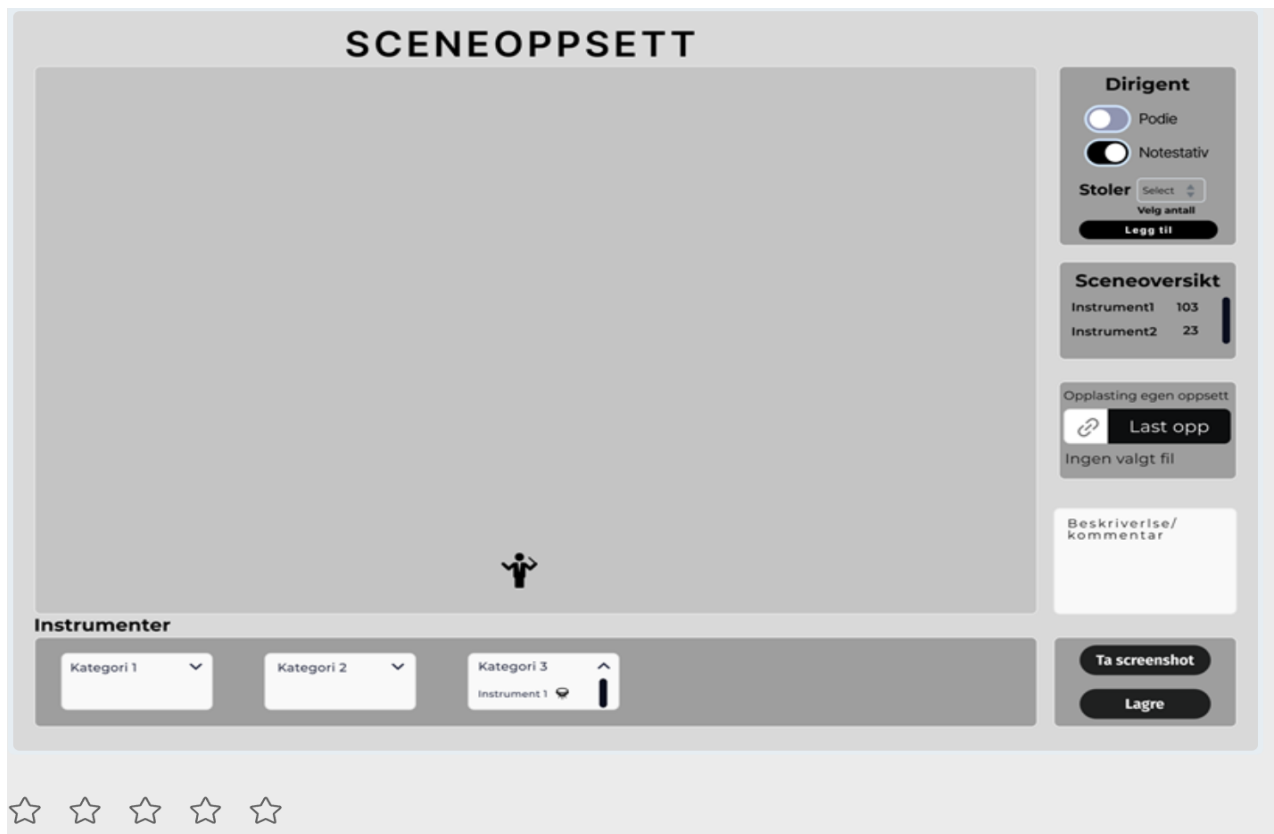 SCENEOPPSETT
Dirigent
Podie
Notestativ
Stoler Select
Velg antall
Legg til
Sceneoversikt
Instrument1 103
Instrument2 23
Opplasting egen oppsett
Last opp
Ingen valgt fil
Beskriverlse/
kommentar
Instrumenter
Kategori 1
Kategori 2
Kategori 3
Instrument 1
Ta screenshot
Lagre